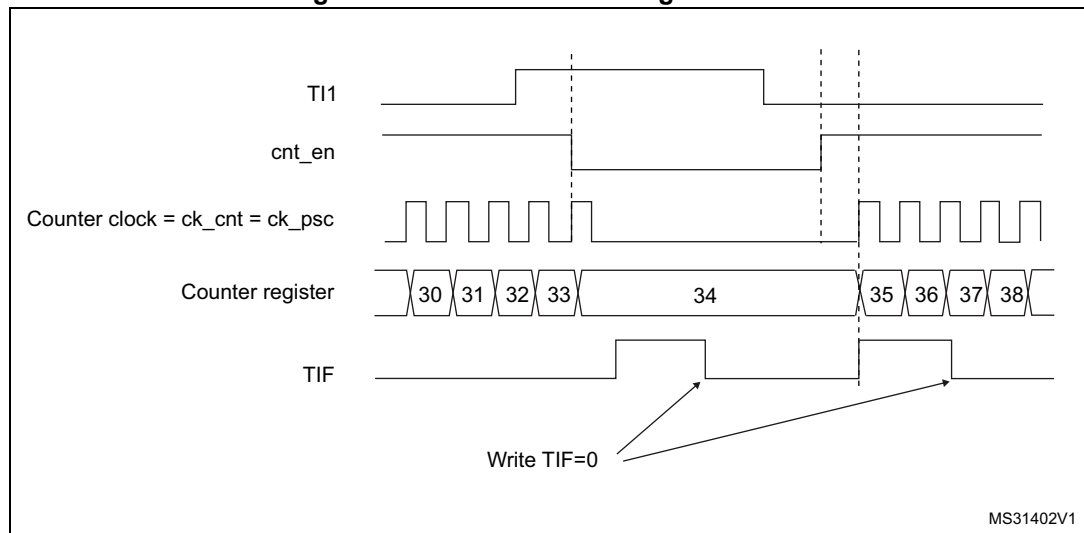 TI1
cnt_en
Counter clock = ck_cnt = ck_psc
Counter register
30 31 32 33 34 35 36 37 38
TIF
Write TIF=0
MS31402V1